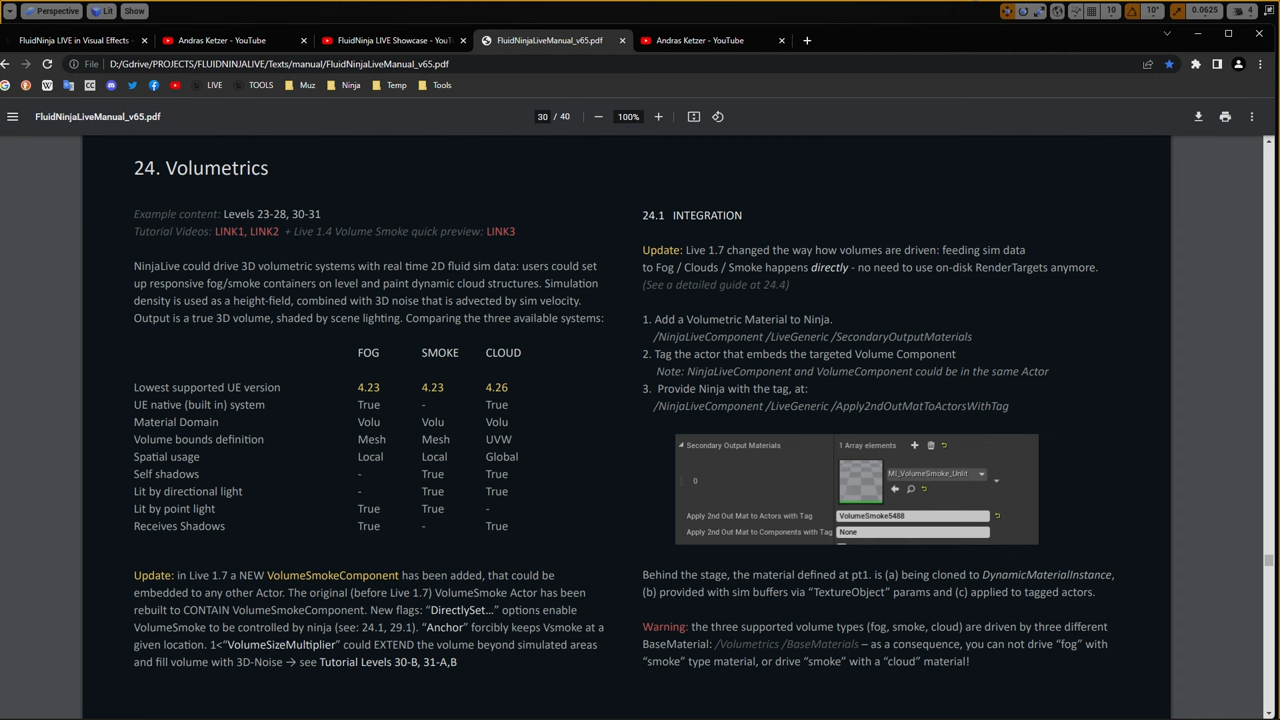 Perspective Lit Show 10 10° 0.0625 4
FluidNinja LIVE in Visual Effects - Andras Ketzer - YouTube FluidNinja LIVE Showcase - YouT FluidNinjaLiveManual_v65.pdf Andras Ketzer - YouTube
File D:/Gdrive/PROJECTS/FLUIDNINJALIVE/Texts/manual/FluidNinjaLiveManual_v65.pdf
LIVE TOOLS Muz Ninja Temp Tools
FluidNinjaLiveManual_v65.pdf 30 / 40 100%
24. Volumetrics
Example content: Levels 23-28, 30-31
Tutorial Videos: LINK1, LINK2 + Live 1.4 Volume Smoke quick preview: LINK3
NinjaLive could drive 3D volumetric systems with real time 2D fluid sim data: users could set
up responsive fog/smoke containers on level and paint dynamic cloud structures. Simulation
density is used as a height-field, combined with 3D noise that is advected by sim velocity.
Output is a true 3D volume, shaded by scene lighting. Comparing the three available systems:
FOG SMOKE CLOUD
Lowest supported UE version 4.23 4.23 4.26
UE native (built in) system True - True
Material Domain Volu Volu Volu
Volume bounds definition Mesh Mesh UVW
Spatial usage Local Local Global
Self shadows - True True
Lit by directional light - True True
Lit by point light True True -
Receives Shadows True - True
Update: in Live 1.7 a NEW VolumeSmokeComponent has been added, that could be
embedded to any other Actor. The original (before Live 1.7) VolumeSmoke Actor has been
rebuilt to CONTAIN VolumeSmokeComponent. New flags: “DirectlySet...” options enable
VolumeSmoke to be controlled by ninja (see: 24.1, 29.1). “Anchor” forcibly keeps Vsmoke at a
given location. 1<“VolumeSizeMultiplier” could EXTEND the volume beyond simulated areas
and fill volume with 3D-Noise → see Tutorial Levels 30-B, 31-A,B
24.1 INTEGRATION
Update: Live 1.7 changed the way how volumes are driven: feeding sim data
to Fog / Clouds / Smoke happens directly - no need to use on-disk RenderTargets anymore.
(See a detailed guide at 24.4)
1. Add a Volumetric Material to Ninja.
/NinjaLiveComponent /LiveGeneric /SecondaryOutputMaterials
2. Tag the actor that embeds the targeted Volume Component
Note: NinjaLiveComponent and VolumeComponent could be in the same Actor
3. Provide Ninja with the tag, at:
/NinjaLiveComponent /LiveGeneric /Apply2ndOutMatToActorsWithTag
Secondary Output Materials 1 Array elements
0 MI_VolumeSmoke_Unlit
Apply 2nd Out Mat to Actors with Tag VolumeSmoke5488
Apply 2nd Out Mat to Components with Tag None
Behind the stage, the material defined at pt1. is (a) being cloned to DynamicMaterialInstance,
(b) provided with sim buffers via “TextureObject” params and (c) applied to tagged actors.
Warning: the three supported volume types (fog, smoke, cloud) are driven by three different
BaseMaterial: /Volumetrics /BaseMaterials – as a consequence, you can not drive “fog” with
“smoke” type material, or drive “smoke” with a “cloud” material!